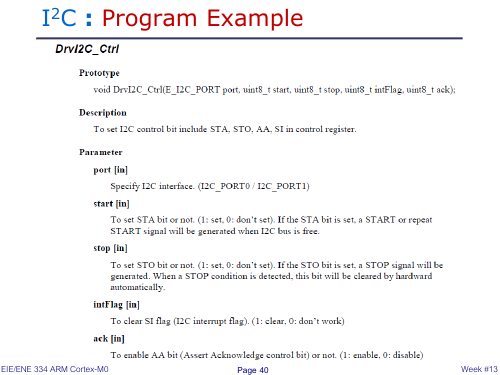 I²C : Program Example
DrvI2C_Ctrl
Prototype
void DrvI2C_Ctrl(E_I2C_PORT port, uint8_t start, uint8_t stop, uint8_t intFlag, uint8_t ack);
Description
To set I2C control bit include STA, STO, AA, SI in control register.
Parameter
port [in]
Specify I2C interface. (I2C_PORT0 / I2C_PORT1)
start [in]
To set STA bit or not. (1: set, 0: don't set). If the STA bit is set, a START or repeat
START signal will be generated when I2C bus is free.
stop [in]
To set STO bit or not. (1: set, 0: don't set). If the STO bit is set, a STOP signal will be
generated. When a STOP condition is detected, this bit will be cleared by hardware
automatically.
intFlag [in]
To clear SI flag (I2C interrupt flag). (1: clear, 0: don't work)
ack [in]
To enable AA bit (Assert Acknowledge control bit) or not. (1: enable, 0: disable)
EIE/ENE 334 ARM Cortex-M0
Page 40
Week #13